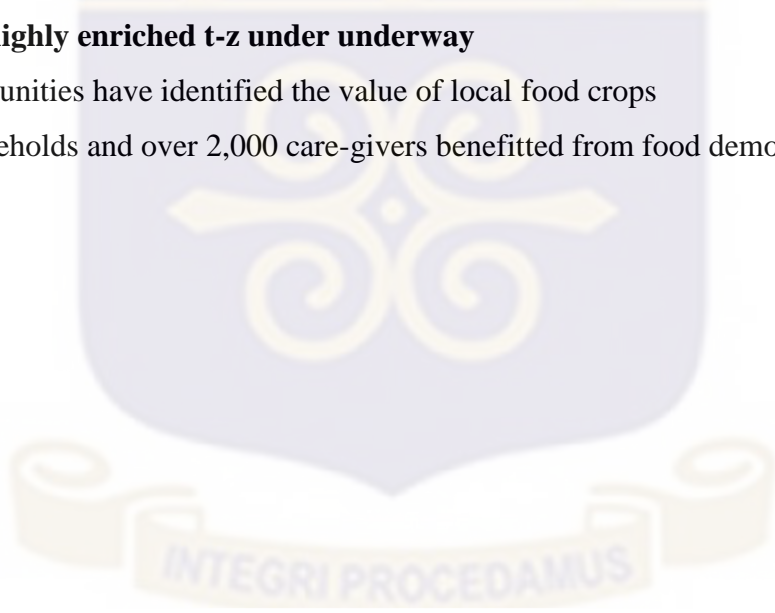 ighly enriched t-z under underway
unities have identified the value of local food crops
eholds and over 2,000 care-givers benefitted from food demo
INTEGRI PROCEDAMUS